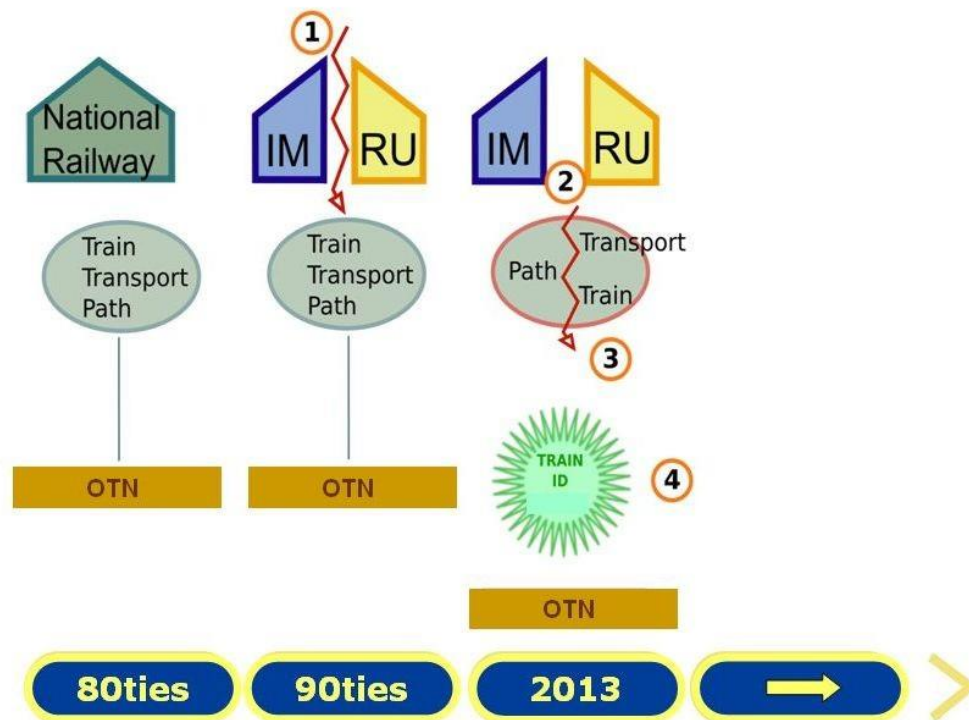 1
National
Railway
IM
RU
IM
RU
2
Train
Transport
Path
Train
Transport
Path
Transport
Path
Train
3
TRAIN
ID
4
OTN
OTN
OTN
80ties
90ties
2013